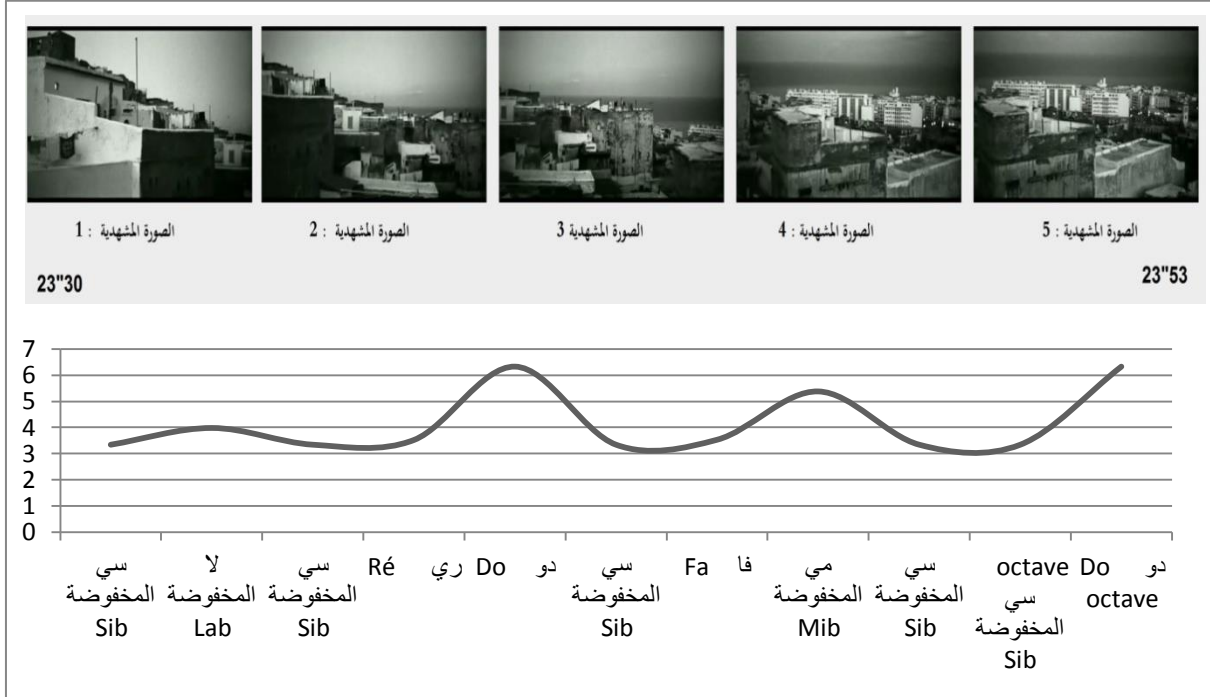 الصورة المشهدية : 1
الصورة المشهدية : 2
الصورة المشهدية 3
الصورة المشهدية : 4
الصورة المشهدية : 5
23"30
23"53
7
6
5
4
3
2
1
0
سي المخفوضة Sib
لا المخفوضة Lab
سي المخفوضة Sib
ري Ré
دو Do
سي المخفوضة Sib
فا Fa
مي المخفوضة Mib
سي المخفوضة Sib
octave سي المخفوضة Sib
دو Do octave